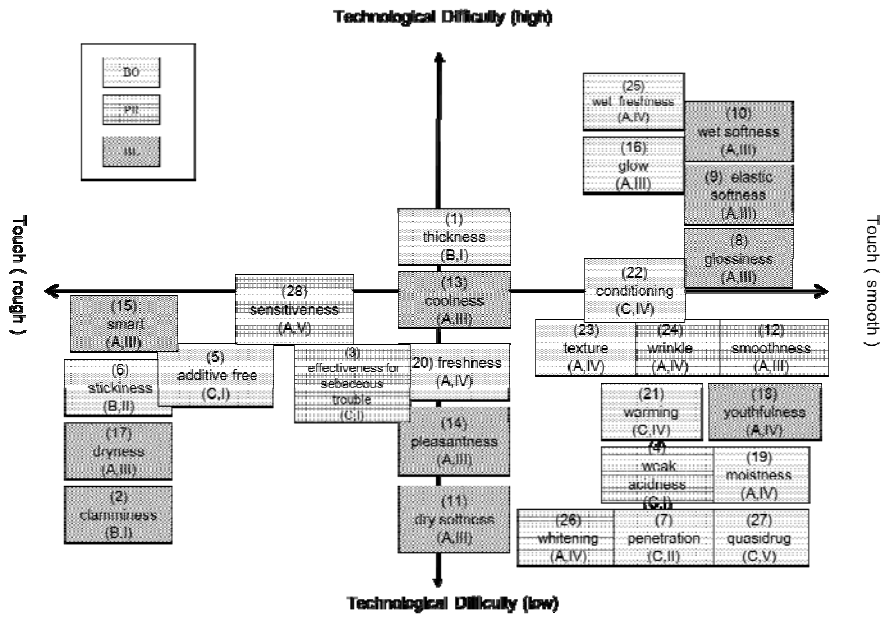 Technological Difficulty (high)
BO
PR
BL
(25)
wet freshness
(A,IV)
(10)
wet softness
(A,III)
(16)
glow
(A,III)
(9) elastic
softness
(A,III)
(1)
thickness
(B,I)
(8)
glossiness
(A,III)
Touch ( rough )
Touch ( smooth )
(28)
sensitiveness
(A,V)
(13)
coolness
(A,III)
(22)
conditioning
(C,IV)
(15)
smart
(A,III)
(23)
texture
(A,IV)
(24)
wrinkle
(A,IV)
(12)
smoothness
(A,III)
(6)
stickiness
(B,II)
(5)
additive free
(C,I)
(3)
effectiveness for
sebaceous
trouble
(C,I)
20) freshness
(A,IV)
(21)
warming
(C,IV)
(18)
youthfulness
(A,IV)
(17)
dryness
(A,III)
(14)
pleasantness
(A,III)
(4)
weak
acidness
(C,I)
(19)
moistness
(A,IV)
(2)
clamminess
(B,I)
(11)
dry softness
(A,III)
(26)
whitening
(A,IV)
(7)
penetration
(C,II)
(27)
quasidrug
(C,V)
Technological Difficulty (low)